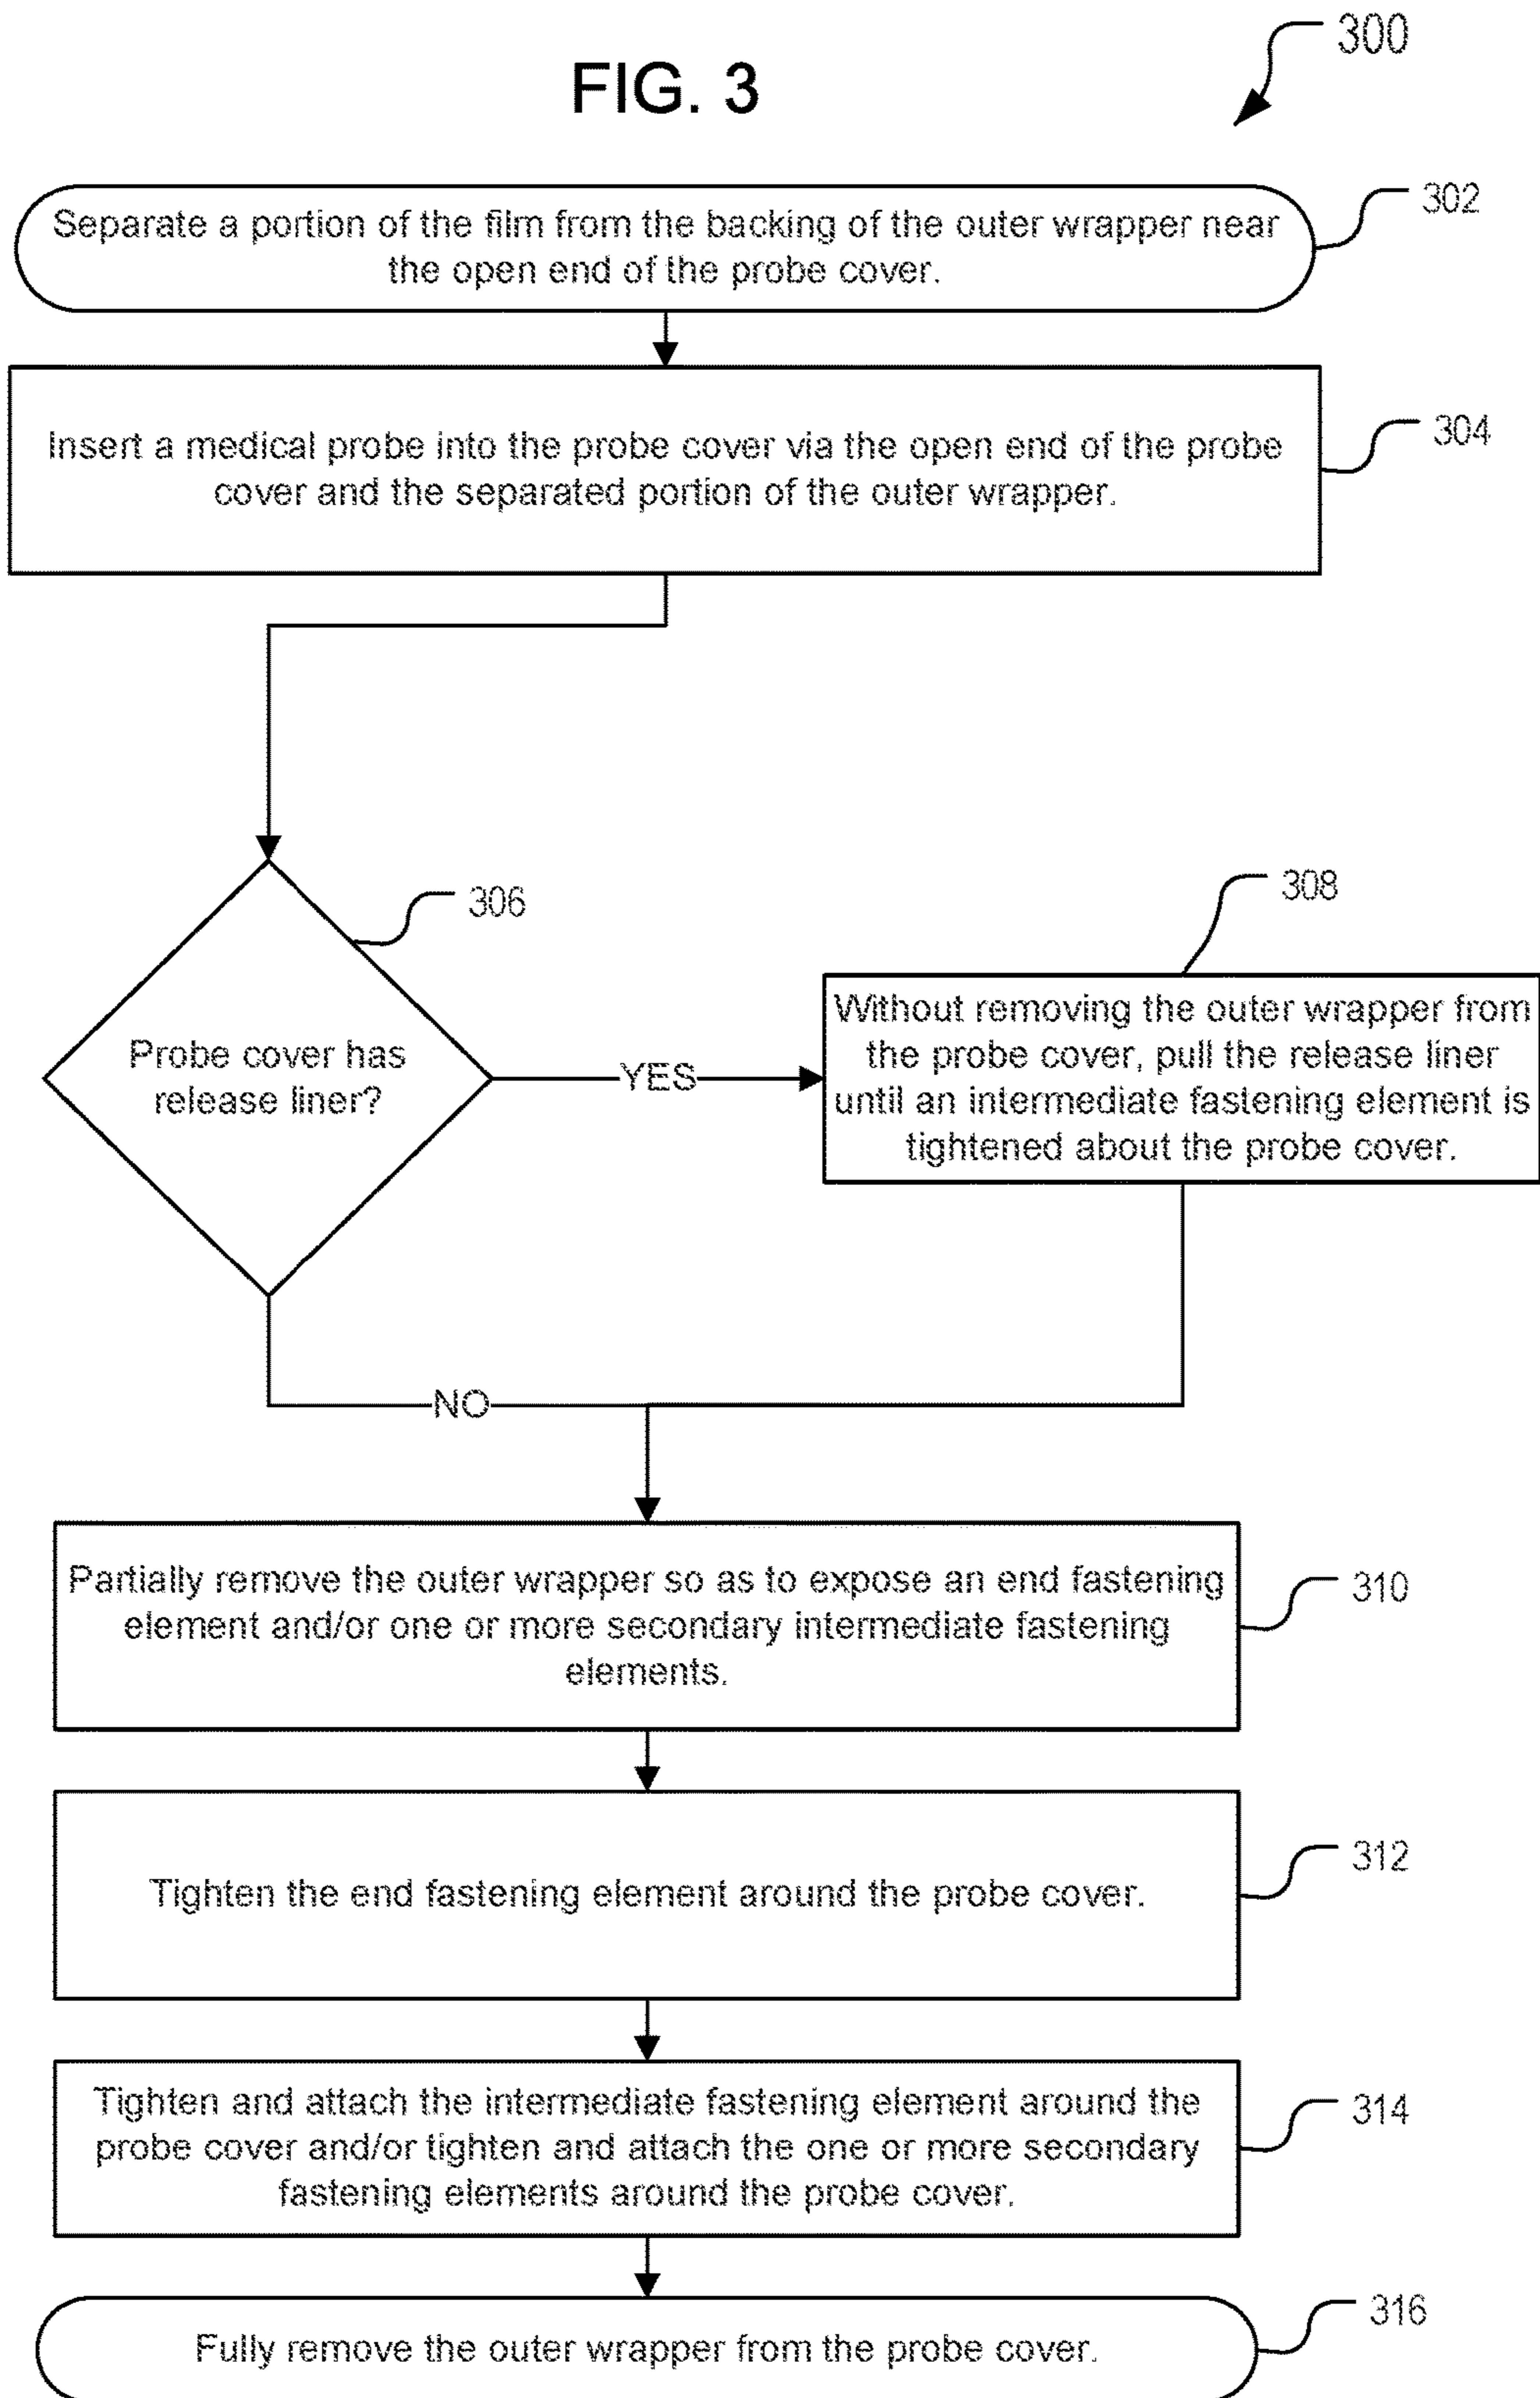 300
FIG. 3
Separate a portion of the film from the backing of the outer wrapper near
the open end of the probe cover.
302
Insert a medical probe into the probe cover via the open end of the probe
cover and the separated portion of the outer wrapper.
304
306
Probe cover has
release liner?
YES
308
Without removing the outer wrapper from
the probe cover, pull the release liner
until an intermediate fastening element is
tightened about the probe cover.
NO
Partially remove the outer wrapper so as to expose an end fastening
element and/or one or more secondary intermediate fastening
elements.
310
Tighten the end fastening element around the probe cover.
312
Tighten and attach the intermediate fastening element around the
probe cover and/or tighten and attach the one or more secondary
fastening elements around the probe cover.
314
Fully remove the outer wrapper from the probe cover.
316